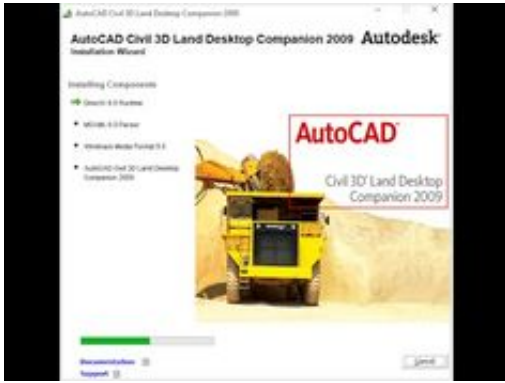 AutoCAD Civil 3D Land Desktop Companion 2009
AutoCAD Civil 3D Land Desktop Companion 2009 Autodesk
Installation Wizard
Installing Components
DirectX 9.0 Runtime
MSXML 6.0 Parser
Windows Media Format 9.5
AutoCAD Civil 3D Land Desktop
Companion 2009
AutoCAD
Civil 3D Land Desktop
Companion 2009
Documentation
Support
Cancel